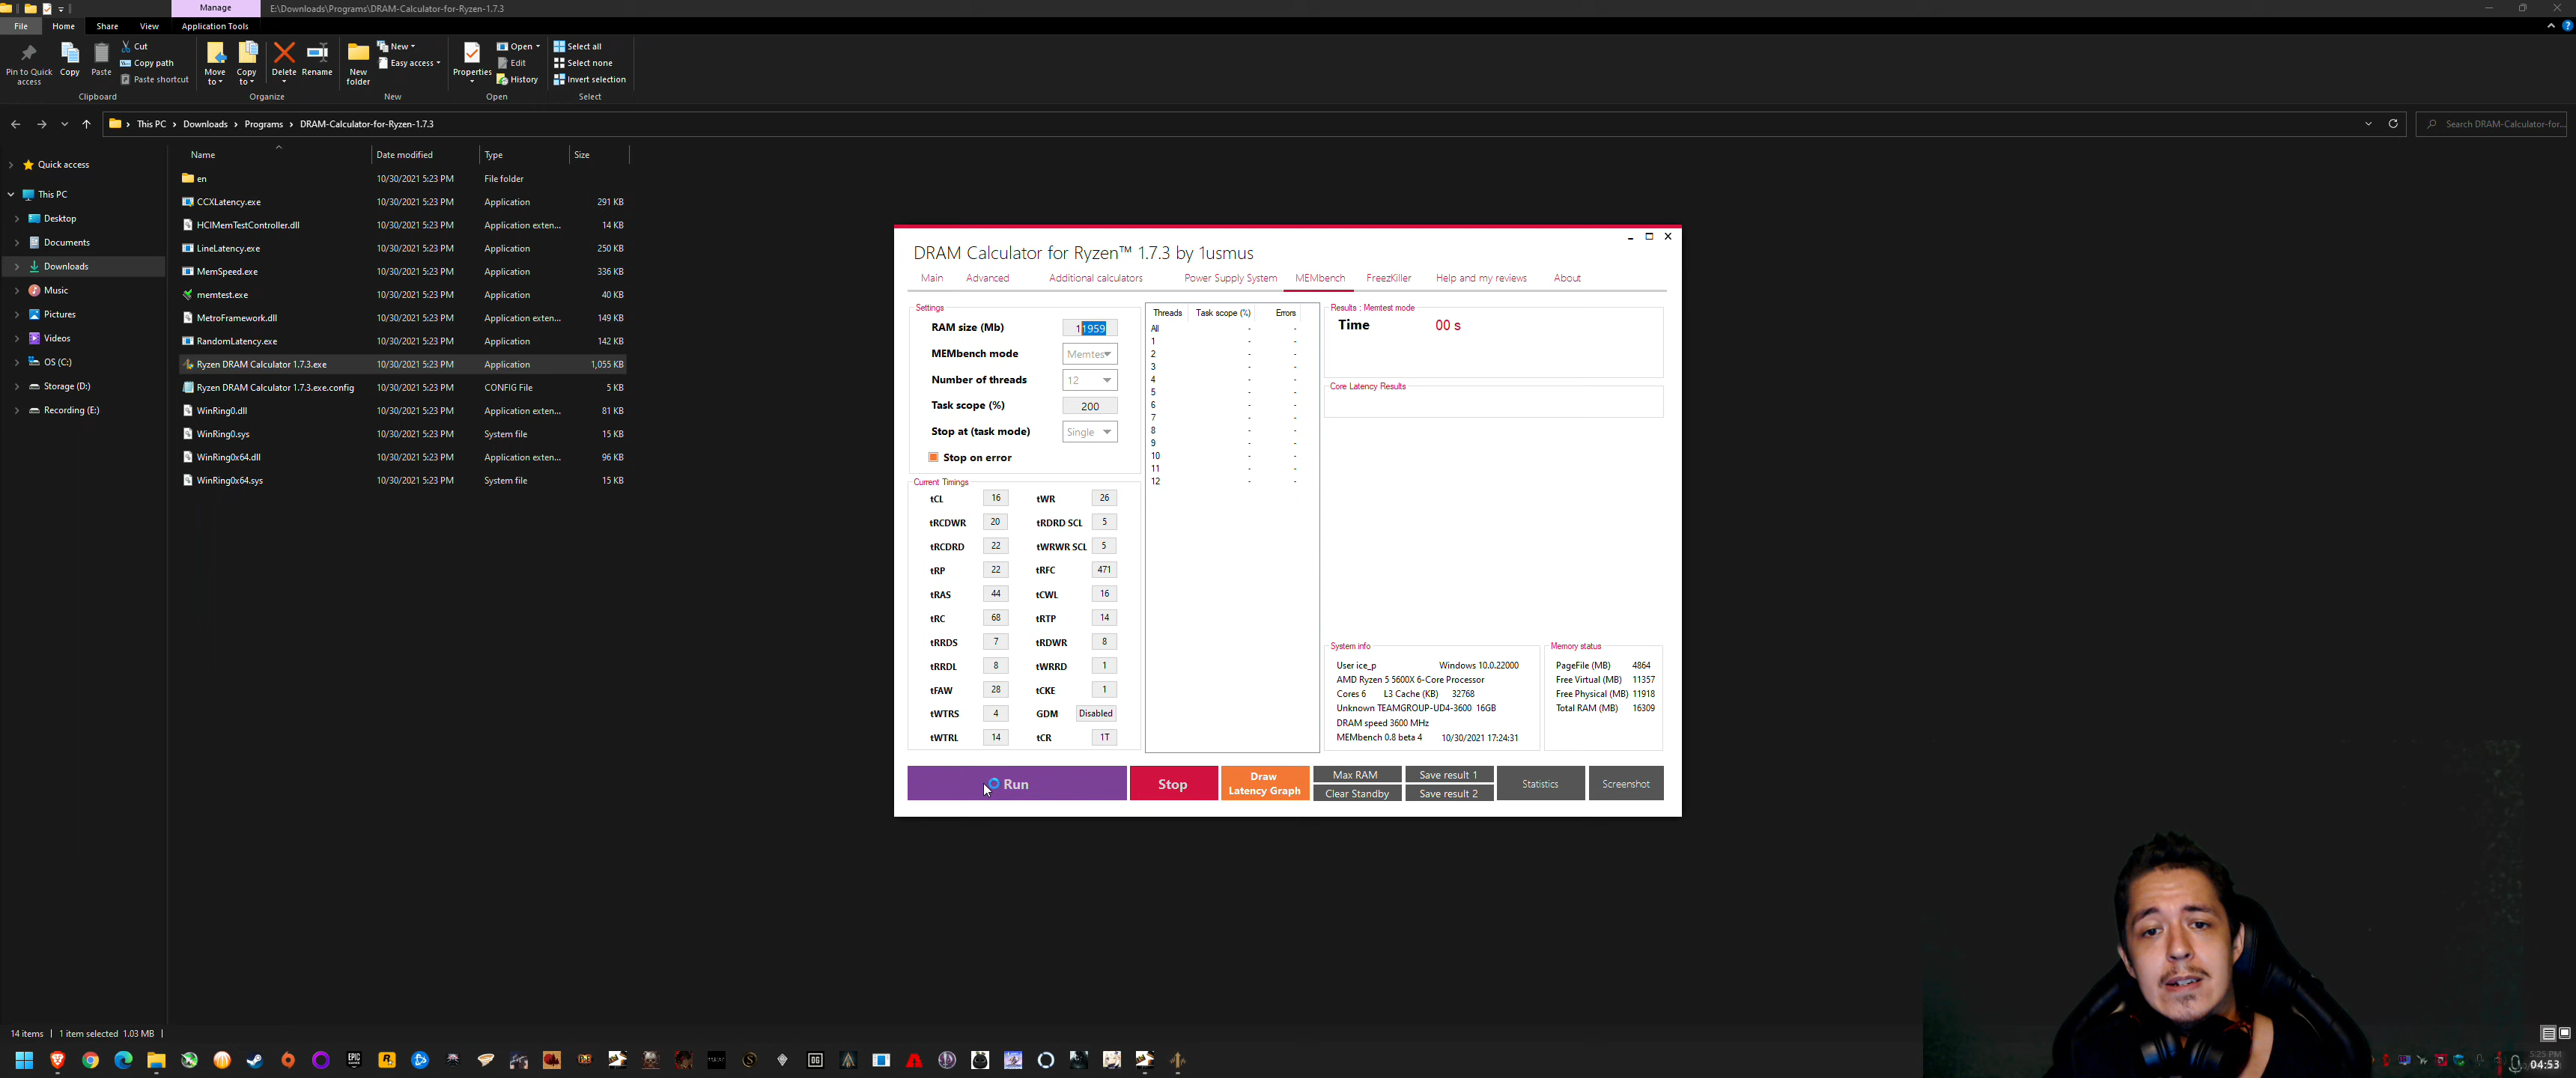 Manage
E:\Downloads\Programs\DRAM-Calculator-for-Ryzen-1.7.3
File
Home
Share
View
Application Tools
Pin to Quick access
Copy
Paste
Cut
Copy path
Paste shortcut
Clipboard
Move to
Copy to
Delete
Rename
Organize
New folder
New
Easy access
New
Properties
Open
Edit
History
Open
Select all
Select none
Invert selection
Select
This PC > Downloads > Programs > DRAM-Calculator-for-Ryzen-1.7.3
Search DRAM-Calculator-for...
Quick access
This PC
Desktop
Documents
Downloads
Music
Pictures
Videos
OS (C:)
Storage (D:)
Recording (E:)
Name Date modified Type Size
en 10/30/2021 5:23 PM File folder
CCXLatency.exe 10/30/2021 5:23 PM Application 291 KB
HCIMemTestController.dll 10/30/2021 5:23 PM Application exten... 14 KB
LineLatency.exe 10/30/2021 5:23 PM Application 250 KB
MemSpeed.exe 10/30/2021 5:23 PM Application 336 KB
memtest.exe 10/30/2021 5:23 PM Application 40 KB
MetroFramework.dll 10/30/2021 5:23 PM Application exten... 149 KB
RandomLatency.exe 10/30/2021 5:23 PM Application 142 KB
Ryzen DRAM Calculator 1.7.3.exe 10/30/2021 5:23 PM Application 1,055 KB
Ryzen DRAM Calculator 1.7.3.exe.config 10/30/2021 5:23 PM CONFIG File 5 KB
WinRing0.dll 10/30/2021 5:23 PM Application exten... 81 KB
WinRing0.sys 10/30/2021 5:23 PM System file 15 KB
WinRing0x64.dll 10/30/2021 5:23 PM Application exten... 96 KB
WinRing0x64.sys 10/30/2021 5:23 PM System file 15 KB
DRAM Calculator for Ryzen™ 1.7.3 by 1usmus
Main Advanced Additional calculators Power Supply System MEMbench FreezKiller Help and my reviews About
Settings
RAM size (Mb) 11959
MEMbench mode Memtes
Number of threads 12
Task scope (%) 200
Stop at (task mode) Single
Stop on error
Current Timings
tCL 16 tWR 26
tRCDWR 20 tRDRD SCL 5
tRCDRD 22 tWRWR SCL 5
tRP 22 tRFC 471
tRAS 44 tCWL 16
tRC 68 tRTP 14
tRRDS 7 tRDWR 8
tRRDL 8 tWRRD 1
tFAW 28 tCKE 1
tWTRS 4 GDM Disabled
tWTRL 14 tCR 1T
Threads Task scope (%) Errors
All - -
1 - -
2 - -
3 - -
4 - -
5 - -
6 - -
7 - -
8 - -
9 - -
10 - -
11 - -
12 - -
Results : Memtest mode
Time 00 s
Core Latency Results
System info
User ice_p Windows 10.0.22000
AMD Ryzen 5 5600X 6-Core Processor
Cores 6 L3 Cache (KB) 32768
Unknown TEAMGROUP-UD4-3600 16GB
DRAM speed 3600 MHz
MEMbench 0.8 beta 4 10/30/2021 17:24:31
Memory status
PageFile (MB) 4864
Free Virtual (MB) 11357
Free Physical (MB) 11918
Total RAM (MB) 16309
Run
Stop
Draw Latency Graph
Max RAM
Clear Standby
Save result 1
Save result 2
Statistics
Screenshot
14 items
1 item selected 1.03 MB
EPIC
OG
5:25 PM
04:53